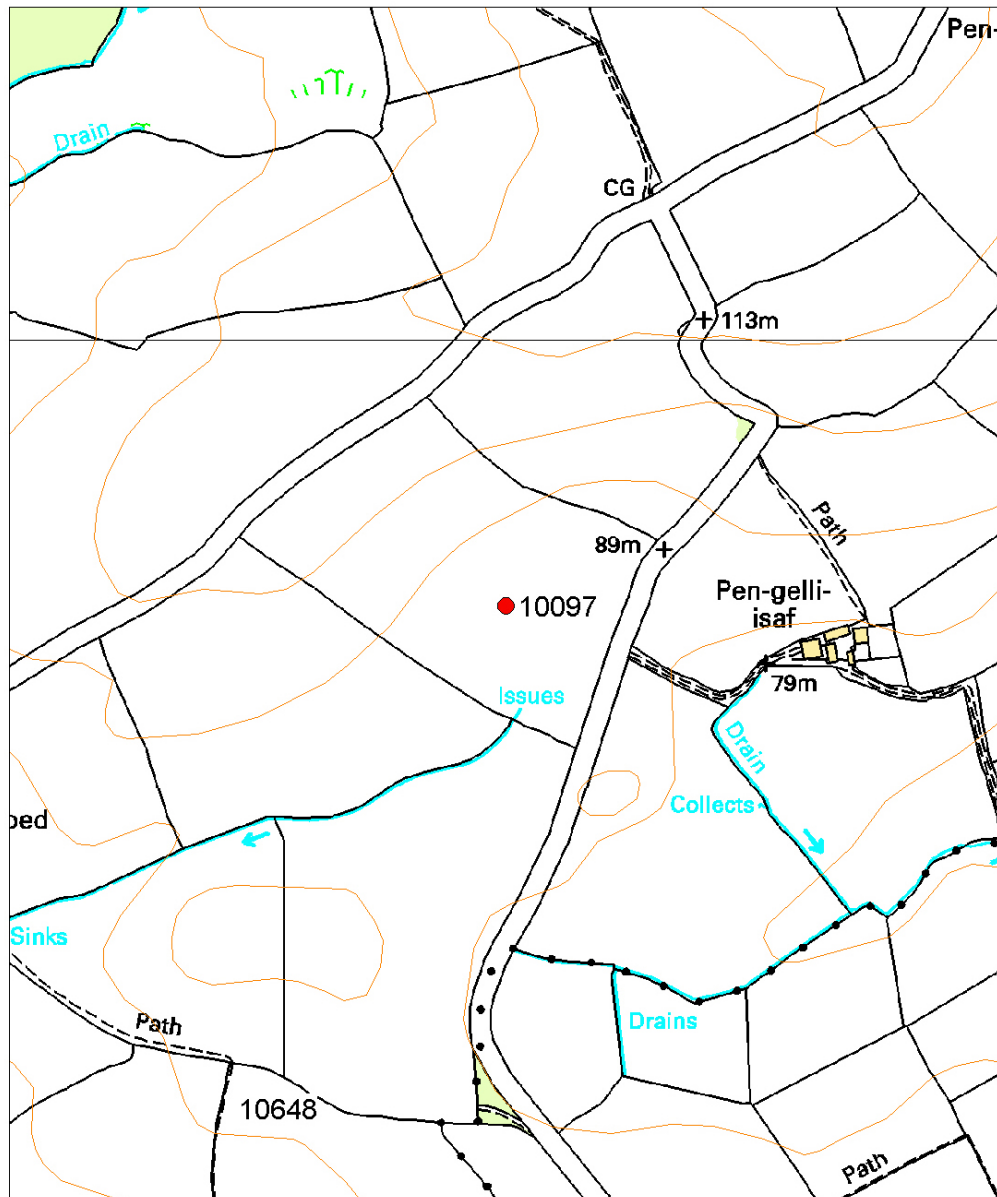 Pen-
Drain
CG
113m
Path
89m
Pen-gelli-
isaf
10097
79m
Issues
Drain
Collects
ped
Sinks
Path
Drains
10648
Path